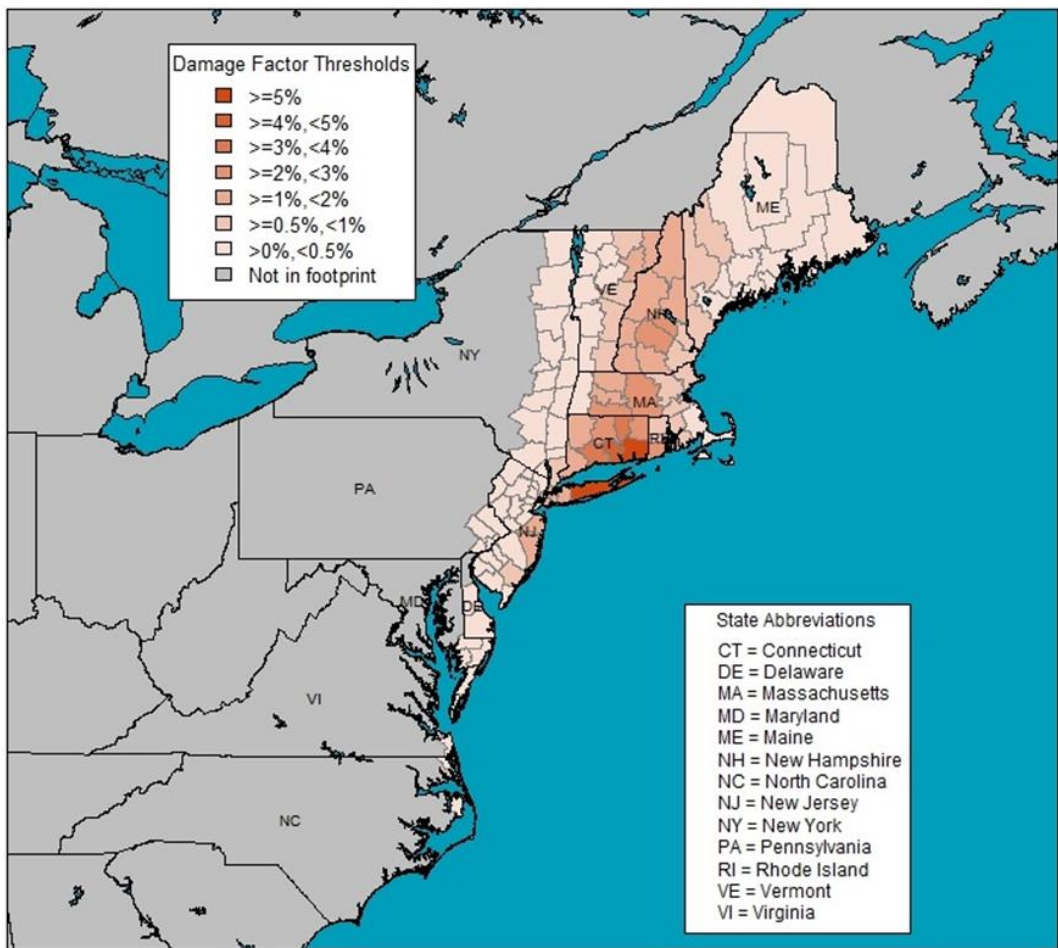 Damage Factor Thresholds
>=5%
>=4%,<5%
>=3%,<4%
>=2%,<3%
>=1%,<2%
>=0.5%,<1%
>0%,<0.5%
Not in footprint
ME
VE
NH
NY
MA
CT
RI
PA
NJ
MD
DE
VI
NC
State Abbreviations
CT = Connecticut
DE = Delaware
MA = Massachusetts
MD = Maryland
ME = Maine
NH = New Hampshire
NC = North Carolina
NJ = New Jersey
NY = New York
PA = Pennsylvania
RI = Rhode Island
VE = Vermont
VI = Virginia